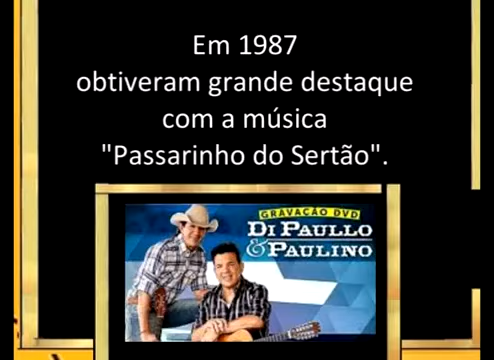 Em 1987
obtiveram grande destaque
com a música
"Passarinho do Sertão".
GRAVAÇÃO DVD
DI PAULLO
& PAULINO